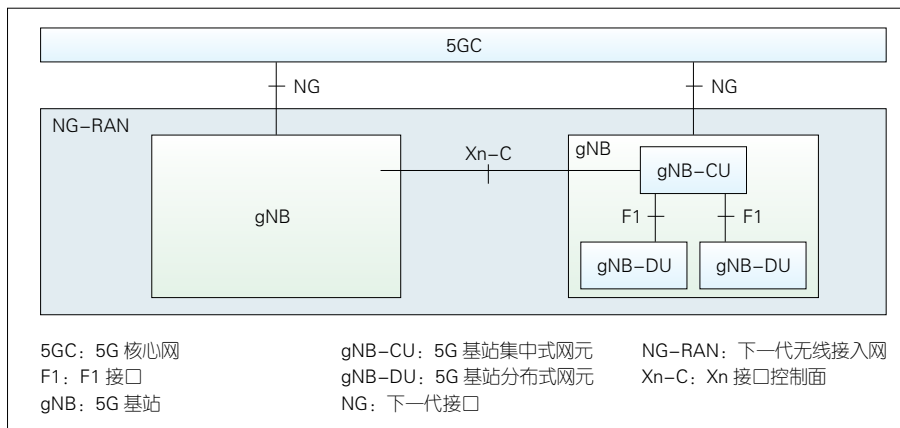 5GC
NG NG
NG-RAN
Xn-C
gNB
gNB-CU
gNB
F1 F1
gNB-DU gNB-DU
5GC：5G 核心网 gNB-CU：5G 基站集中式网元 NG-RAN：下一代无线接入网
F1：F1 接口 gNB-DU：5G 基站分布式网元 Xn-C：Xn 接口控制面
gNB：5G 基站 NG：下一代接口